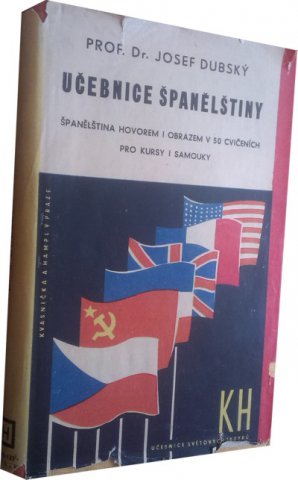 PROF. Dr. JOSEF DUBSKÝ
UČEBNICE ŠPANĚLŠTINY
ŠPANĚLŠTINA HOVOREM I OBRAZEM V 50 CVIČENÍCH
PRO KURSY I SAMOUKY
KVASNIČKA A HAMPL V PRAZE
KH
UČEBNICE SVĚTOVÝCH JAZYKŮ